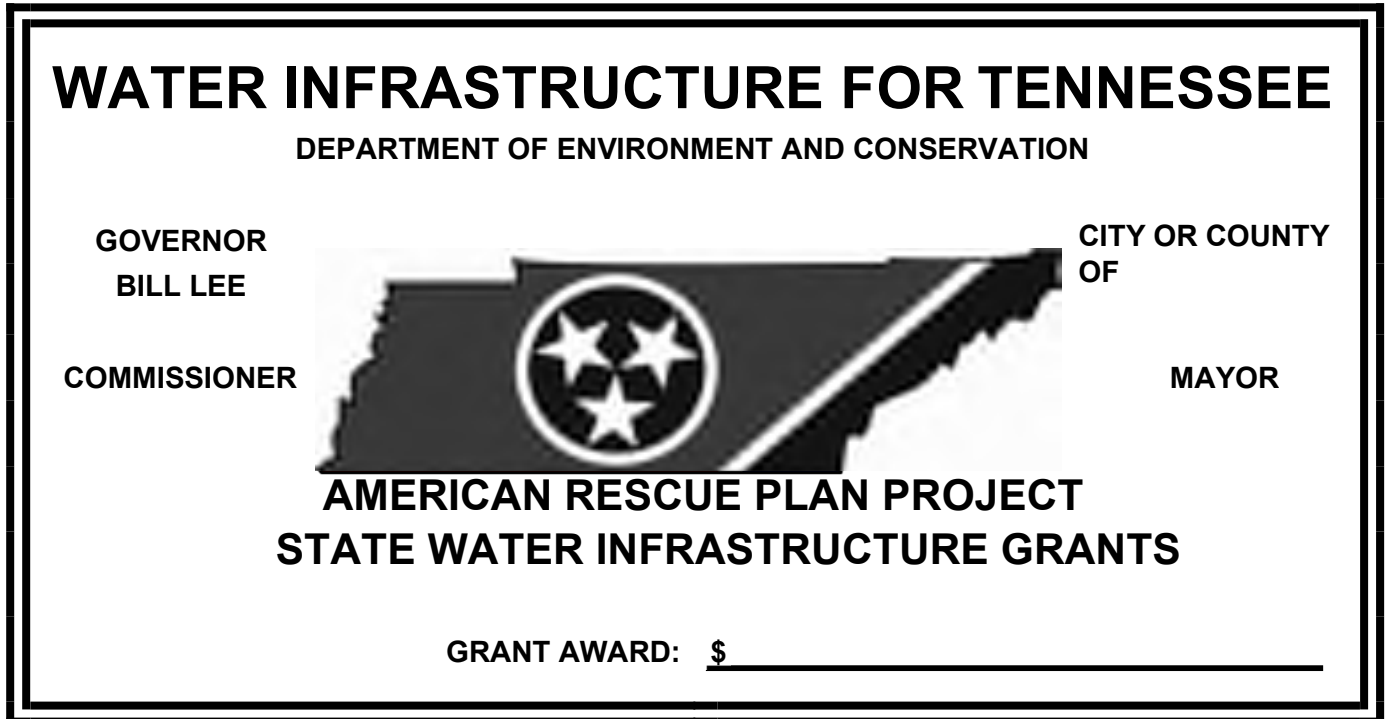 WATER INFRASTRUCTURE FOR TENNESSEE
DEPARTMENT OF ENVIRONMENT AND CONSERVATION
GOVERNOR
BILL LEE
COMMISSIONER
CITY OR COUNTY
OF
MAYOR
AMERICAN RESCUE PLAN PROJECT
STATE WATER INFRASTRUCTURE GRANTS
GRANT AWARD: $